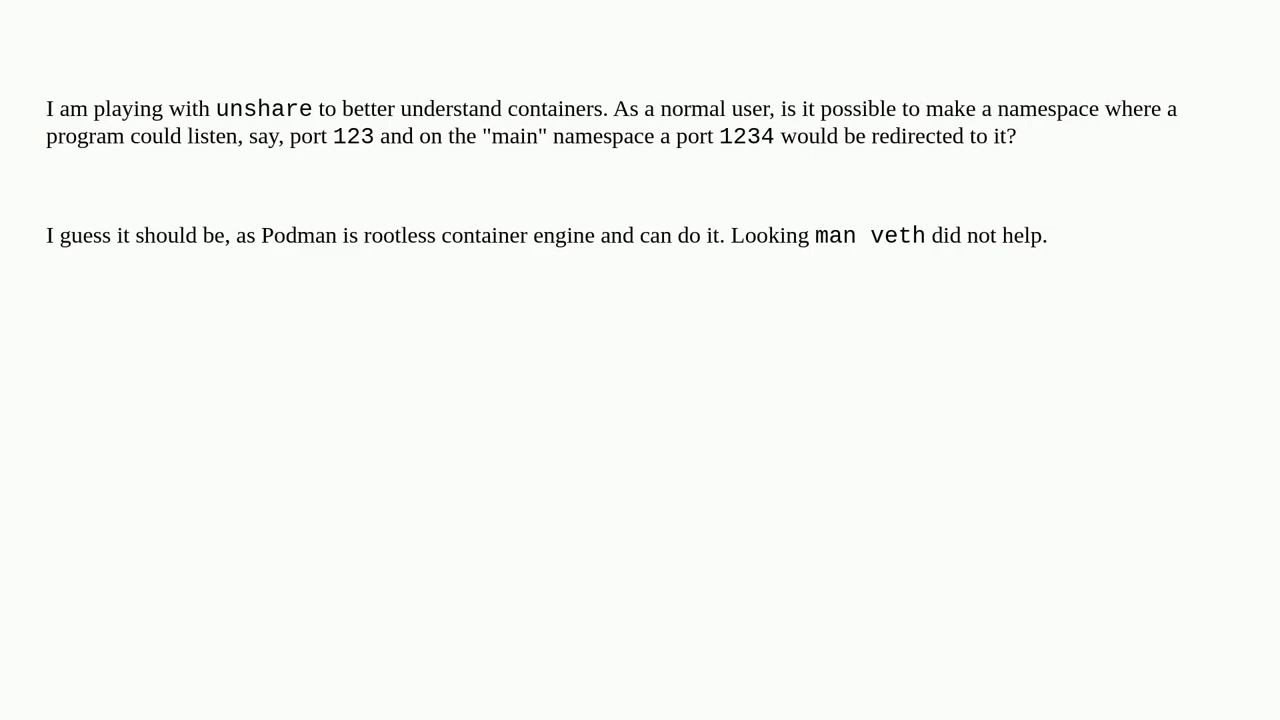 I am playing with unshare to better understand containers. As a normal user, is it possible to make a namespace where a
program could listen, say, port 123 and on the "main" namespace a port 1234 would be redirected to it?
I guess it should be, as Podman is rootless container engine and can do it. Looking man veth did not help.